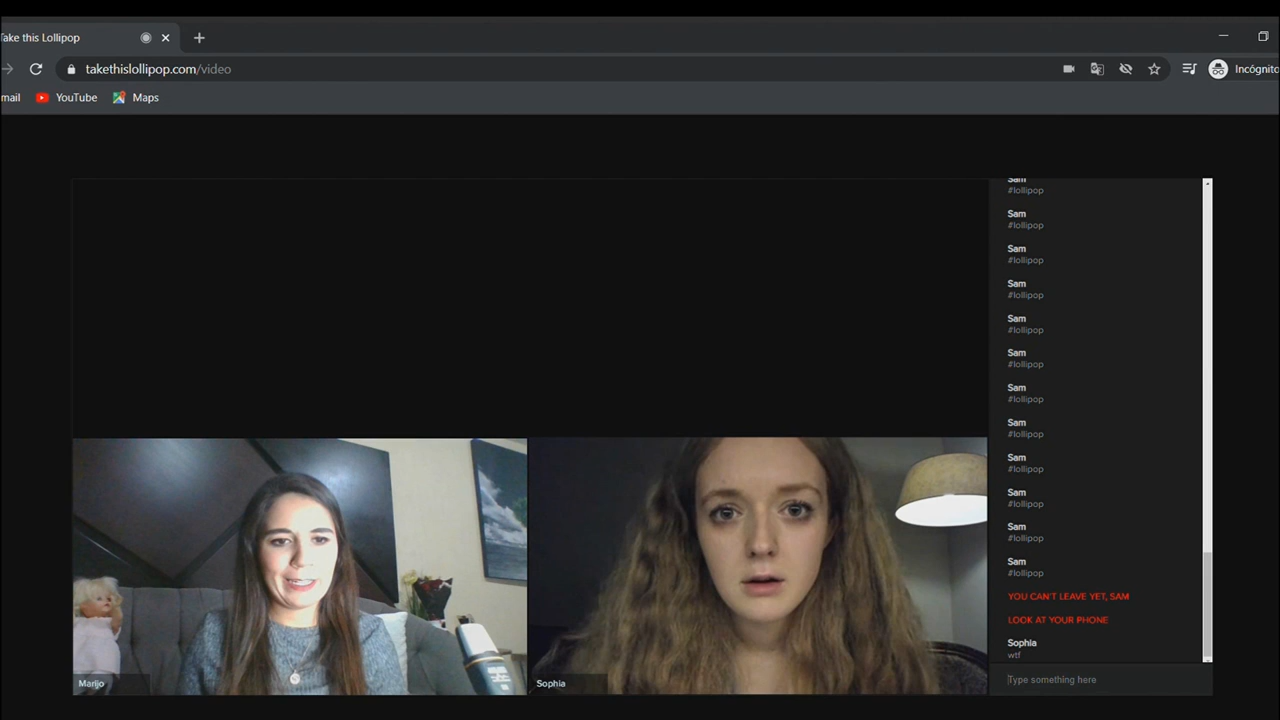 Take this Lollipop
takethislollipop.com/video
Incógnito
mail
YouTube
Maps
Sam
#lollipop
Sam
#lollipop
Sam
#lollipop
Sam
#lollipop
Sam
#lollipop
Sam
#lollipop
Sam
#lollipop
Sam
#lollipop
Sam
#lollipop
Sam
#lollipop
Sam
#lollipop
Sam
#lollipop
YOU CAN'T LEAVE YET, SAM
LOOK AT YOUR PHONE
Sophia
wtf
Type something here
Marijo
Sophia